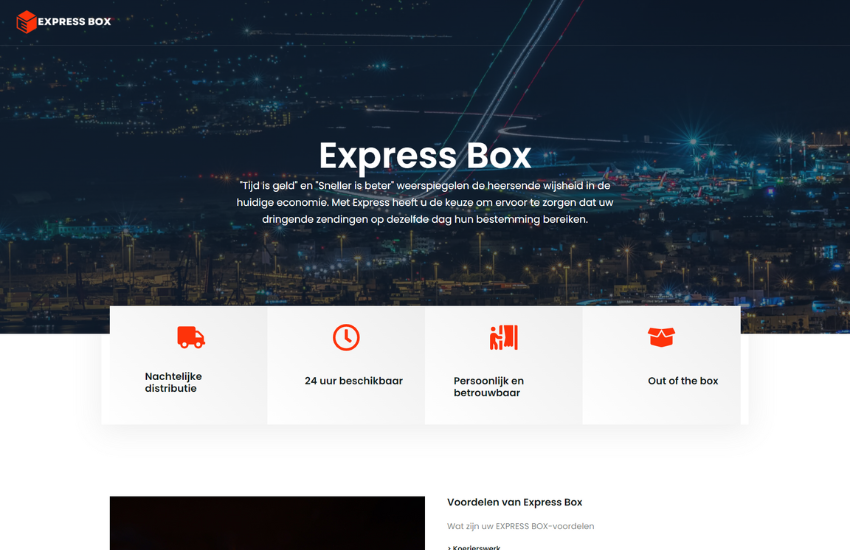 EXPRESS BOX
Express Box
"Tijd is geld" en "Sneller is beter" weerspiegelen de heersende wijsheid in de
huidige economie. Met Express heeft u de keuze om ervoor te zorgen dat uw
dringende zendingen op dezelfde dag hun bestemming bereiken.
Nachtelijke
distributie
24 uur beschikbaar
Persoonlijk en
betrouwbaar
Out of the box
Voordelen van Express Box
Wat zijn uw EXPRESS BOX-voordelen
> Koerierswerk